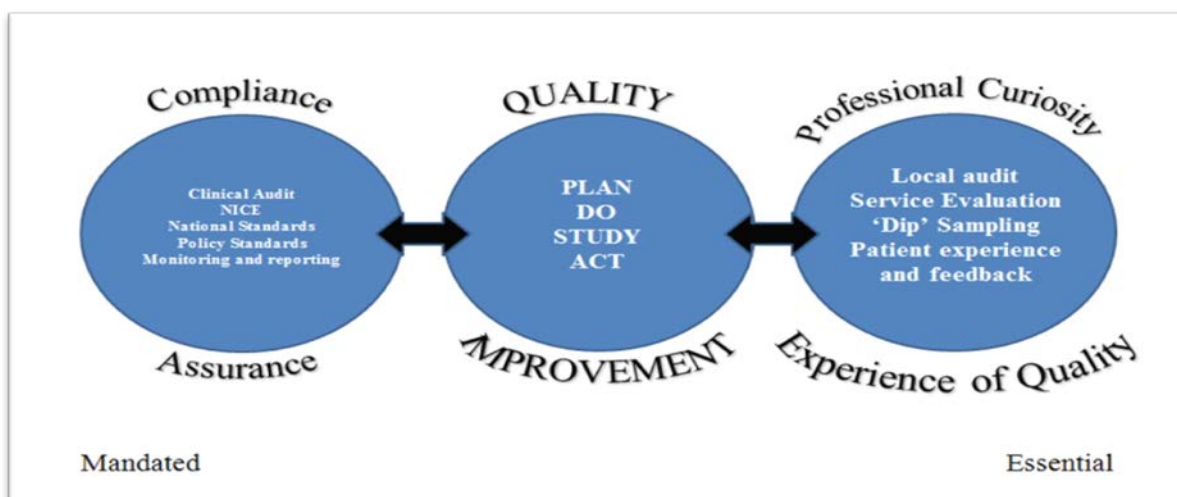 Compliance
Clinical Audit
NICE
National Standards
Policy Standards
Monitoring and reporting
Assurance
QUALITY
PLAN
DO
STUDY
ACT
IMPROVEMENT
Professional Curiosity
Local audit
Service Evaluation
‘Dip’ Sampling
Patient experience
and feedback
Experience of Quality
Mandated
Essential